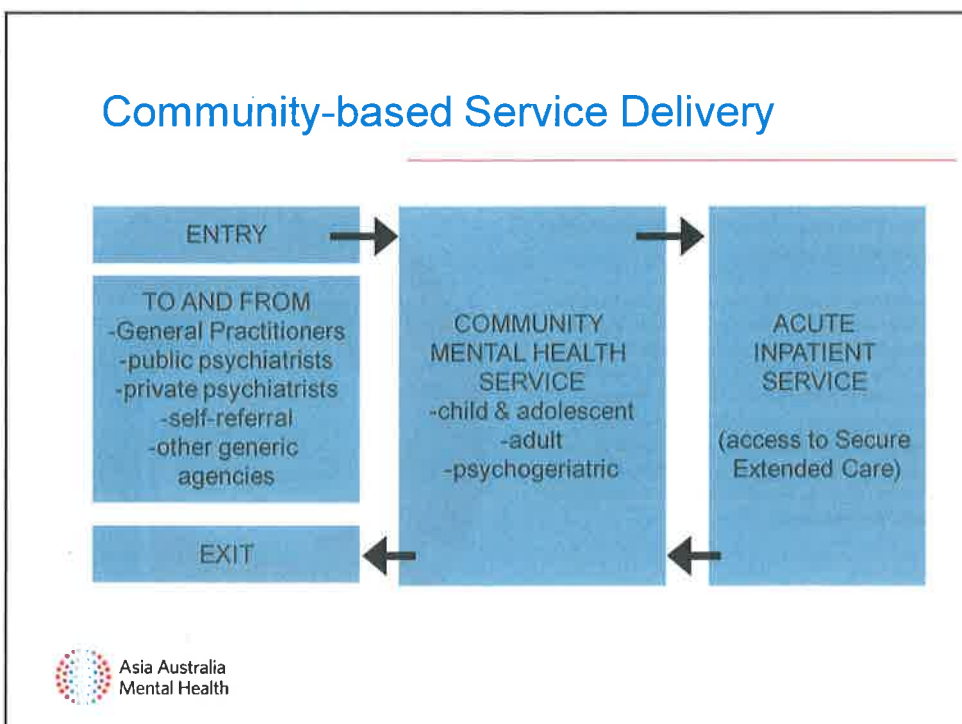 Community-based Service Delivery
ENTRY
TO AND FROM
-General Practitioners
-public psychiatrists
-private psychiatrists
-self-referral
-other generic
agencies
EXIT
COMMUNITY
MENTAL HEALTH
SERVICE
-child & adolescent
-adult
-psychogeriatric
ACUTE
INPATIENT
SERVICE
(access to Secure
Extended Care)
Asia Australia
Mental Health